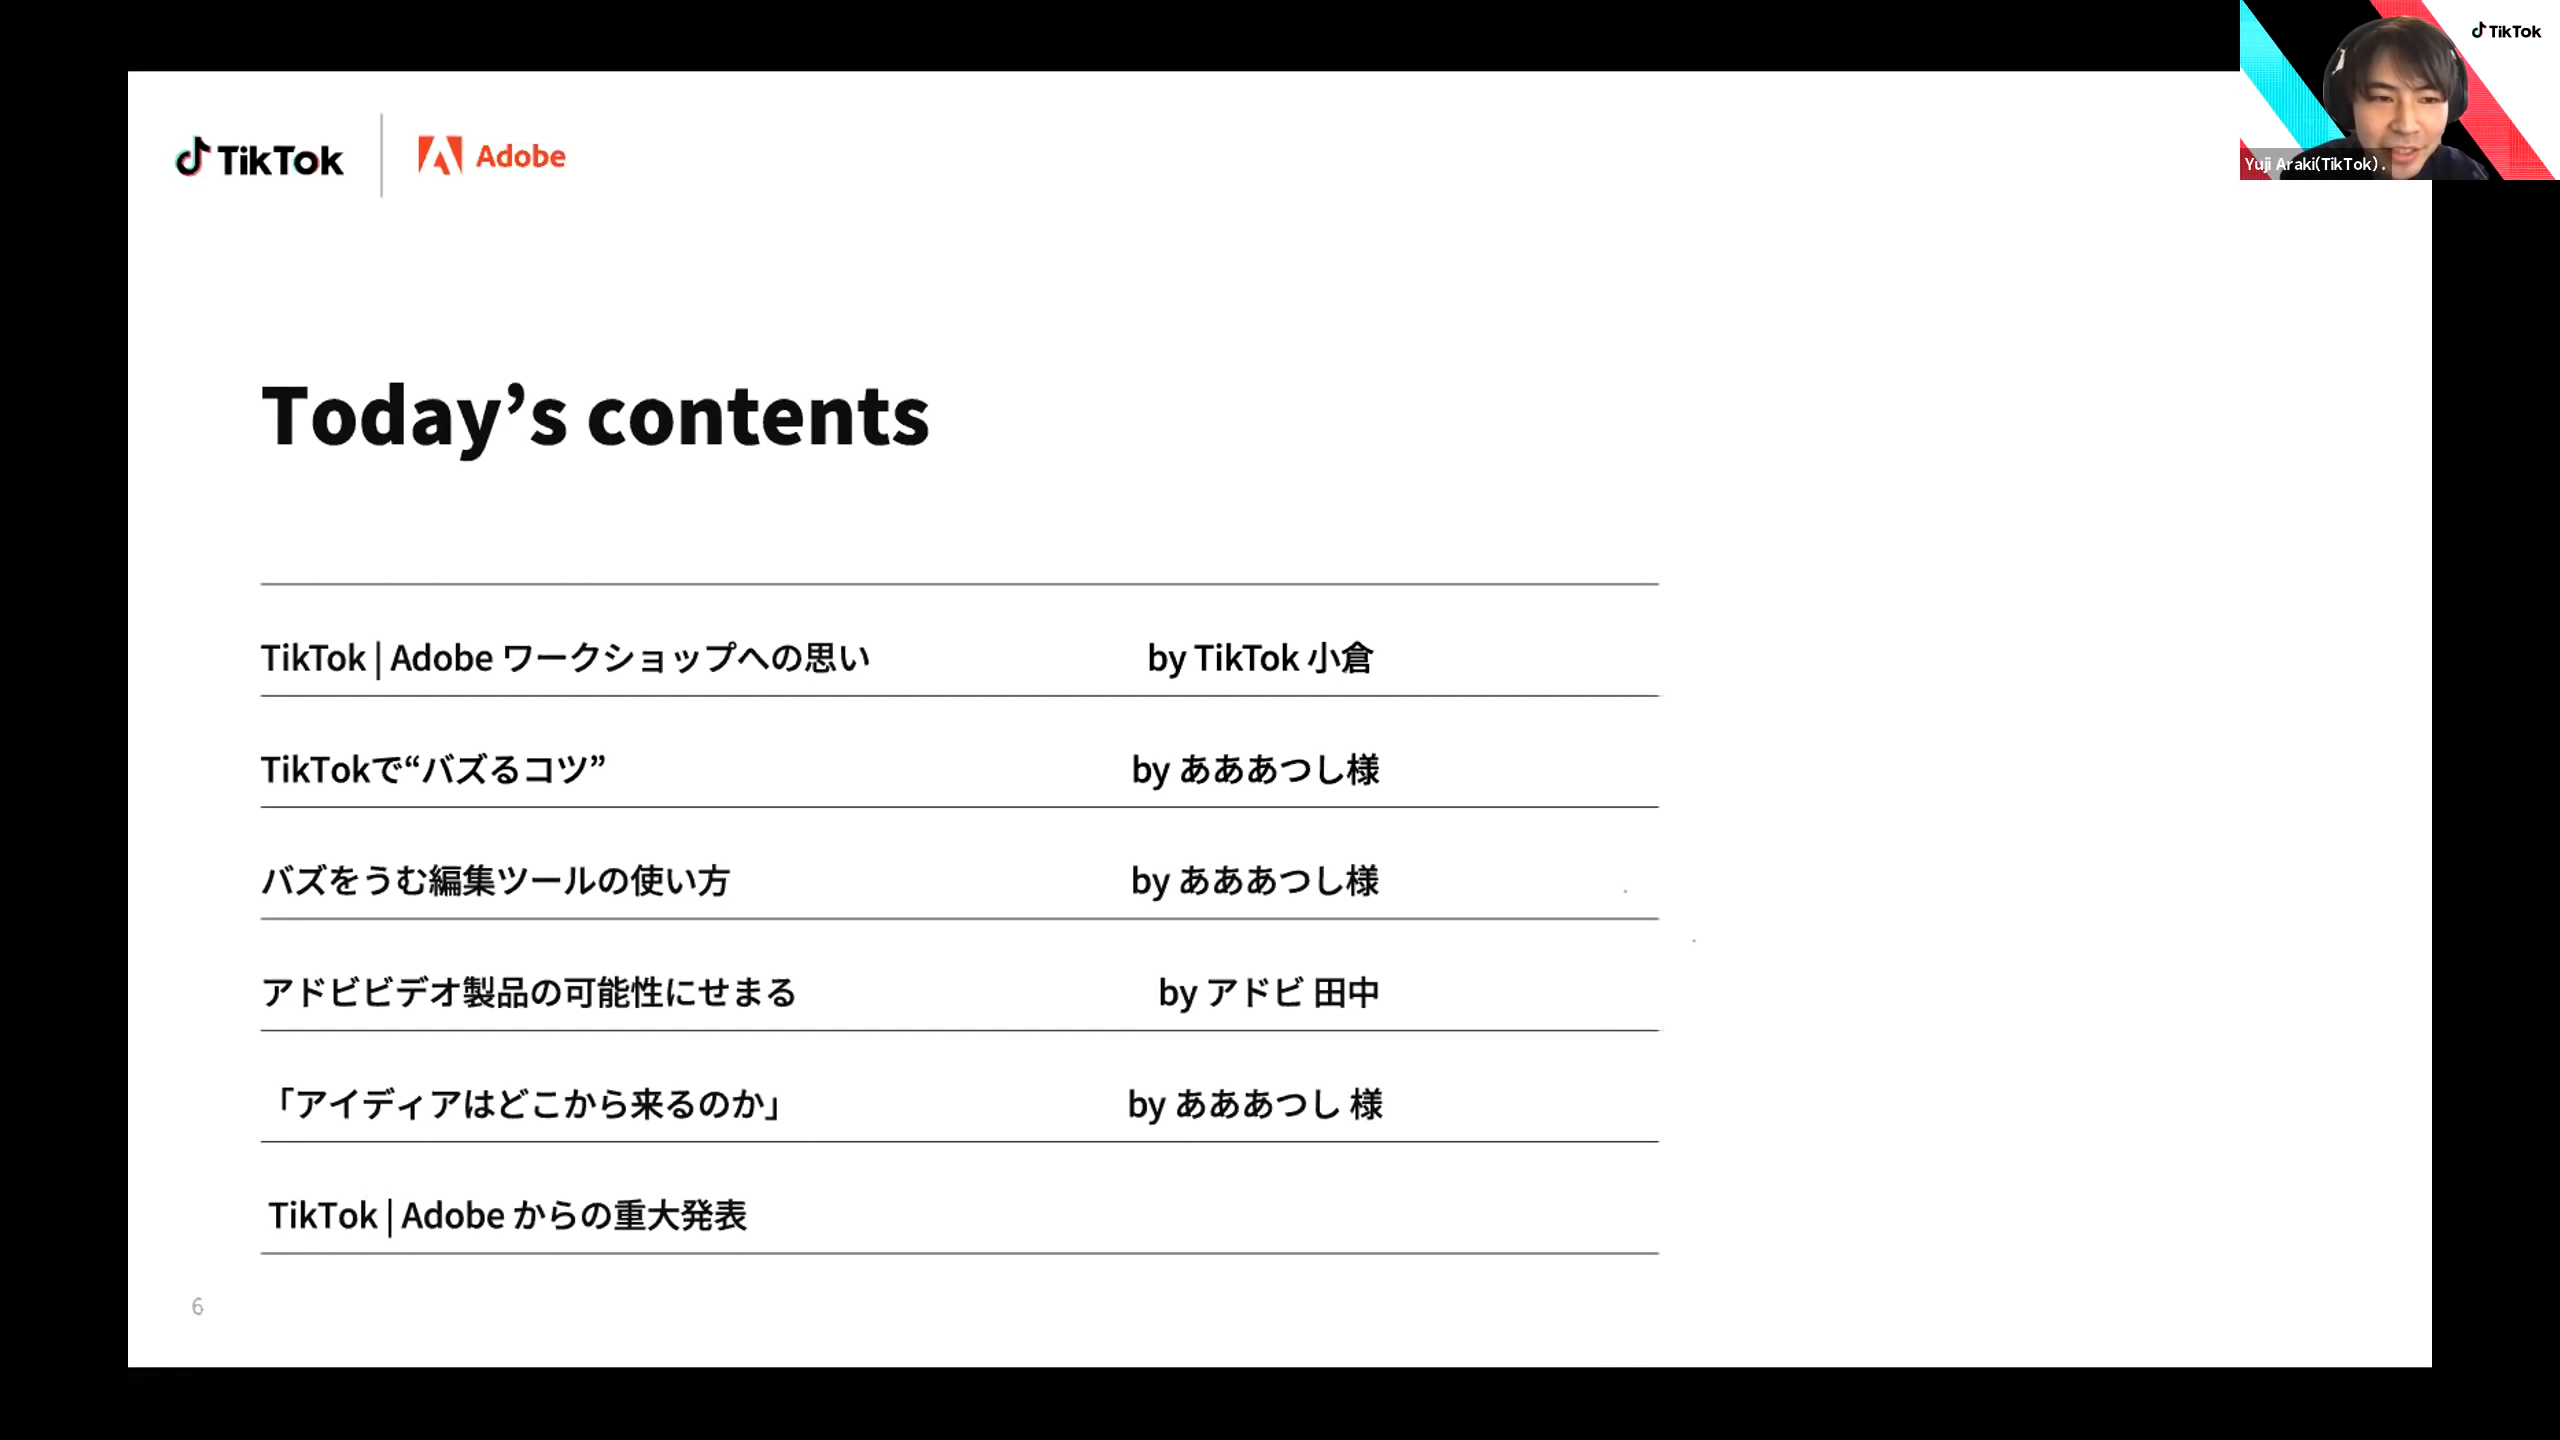 TikTok
Yuji Araki(TikTok).
TikTok
Adobe
Today’s contents
TikTok | Adobe ワークショップへの思い by TikTok 小倉
TikTokで“バズるコツ” by あああつし様
バズをうむ編集ツールの使い方 by あああつし様
アドビビデオ製品の可能性にせまる by アドビ 田中
「アイディアはどこから来るのか」 by あああつし 様
TikTok | Adobe からの重大発表
6